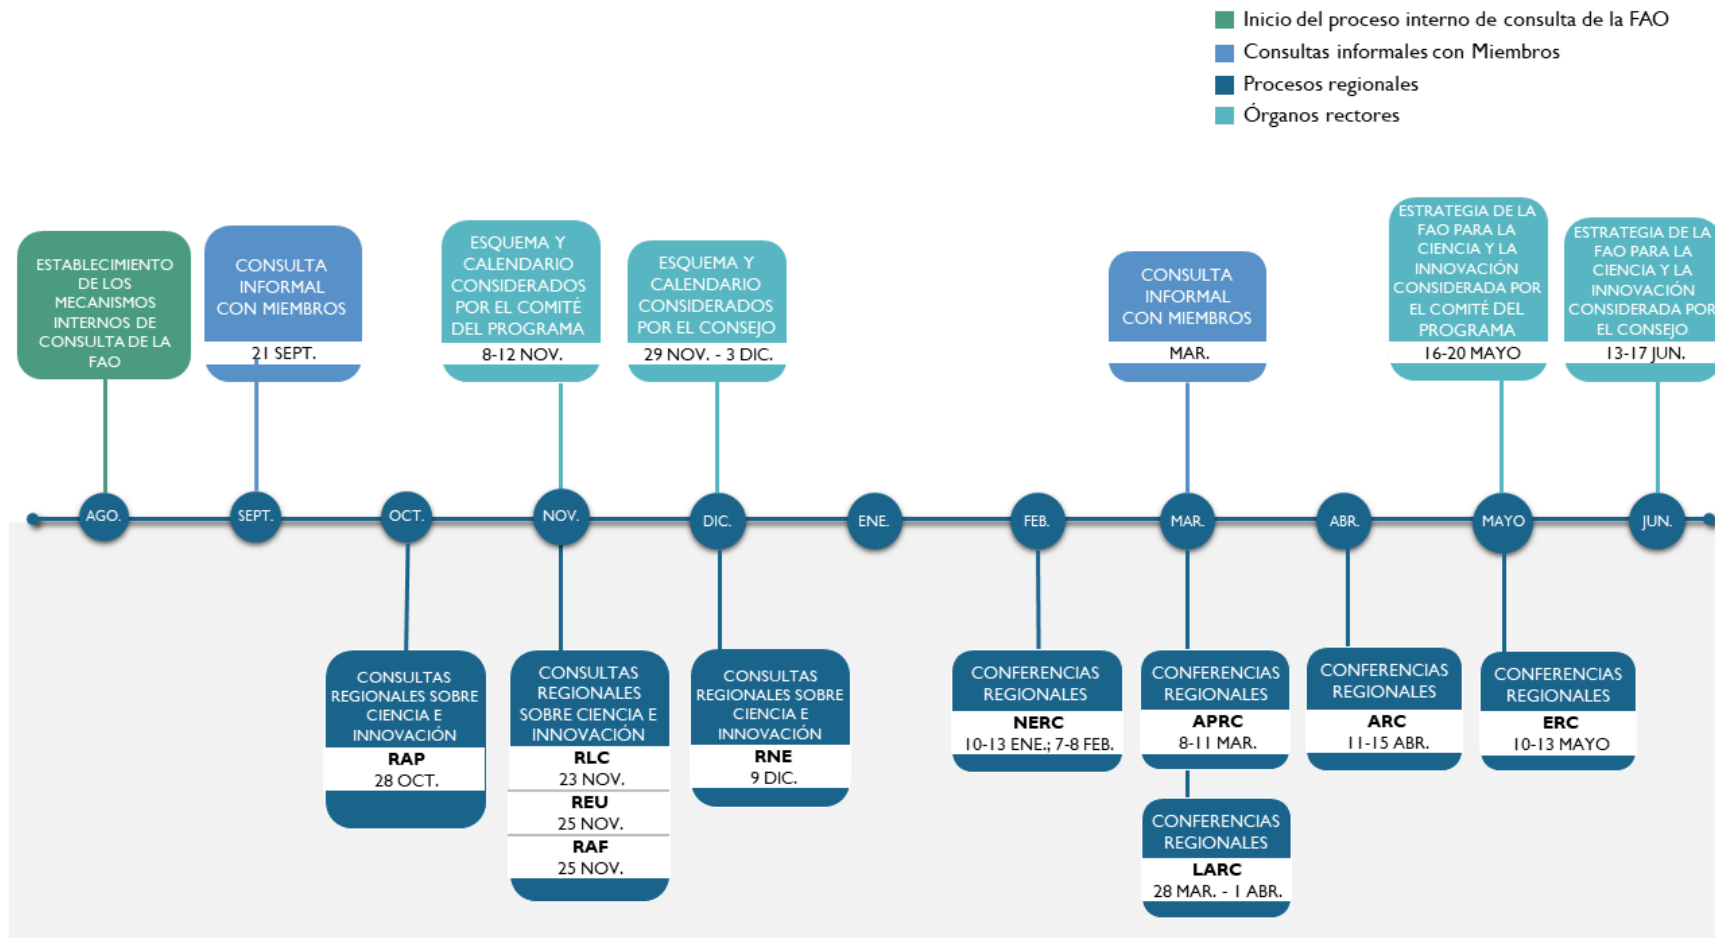 Inicio del proceso interno de consulta de la FAO
Consultas informales con Miembros
Procesos regionales
Órganos rectores
ESTABLECIMIENTO
DE LOS
MECANISMOS
INTERNOS DE
CONSULTA DE LA
FAO
CONSULTA
INFORMAL
CON MIEMBROS
21 SEPT.
ESQUEMA Y
CALENDARIO
CONSIDERADOS
POR EL COMITÉ
DEL PROGRAMA
8-12 NOV.
ESQUEMA Y
CALENDARIO
CONSIDERADOS
POR EL CONSEJO
29 NOV. - 3 DIC.
CONSULTA
INFORMAL
CON MIEMBROS
MAR.
ESTRATEGIA DE LA
FAO PARA LA
CIENCIA Y LA
INNOVACIÓN
CONSIDERADA POR
EL COMITÉ DEL
PROGRAMA
16-20 MAYO
ESTRATEGIA DE LA
FAO PARA LA
CIENCIA Y LA
INNOVACIÓN
CONSIDERADA POR
EL CONSEJO
13-17 JUN.
AGO.
SEPT.
OCT.
NOV.
DIC.
ENE.
FEB.
MAR.
ABR.
MAYO
JUN.
CONSULTAS
REGIONALES SOBRE
CIENCIA E
INNOVACIÓN
RAP
28 OCT.
CONSULTAS
REGIONALES
SOBRE CIENCIA E
INNOVACIÓN
RLC
23 NOV.
REU
25 NOV.
RAF
25 NOV.
CONSULTAS
REGIONALES SOBRE
CIENCIA E
INNOVACIÓN
RNE
9 DIC.
CONFERENCIAS
REGIONALES
NERC
10-13 ENE.; 7-8 FEB.
CONFERENCIAS
REGIONALES
APRC
8-11 MAR.
CONFERENCIAS
REGIONALES
LARC
28 MAR. - 1 ABR.
CONFERENCIAS
REGIONALES
ARC
11-15 ABR.
CONFERENCIAS
REGIONALES
ERC
10-13 MAYO